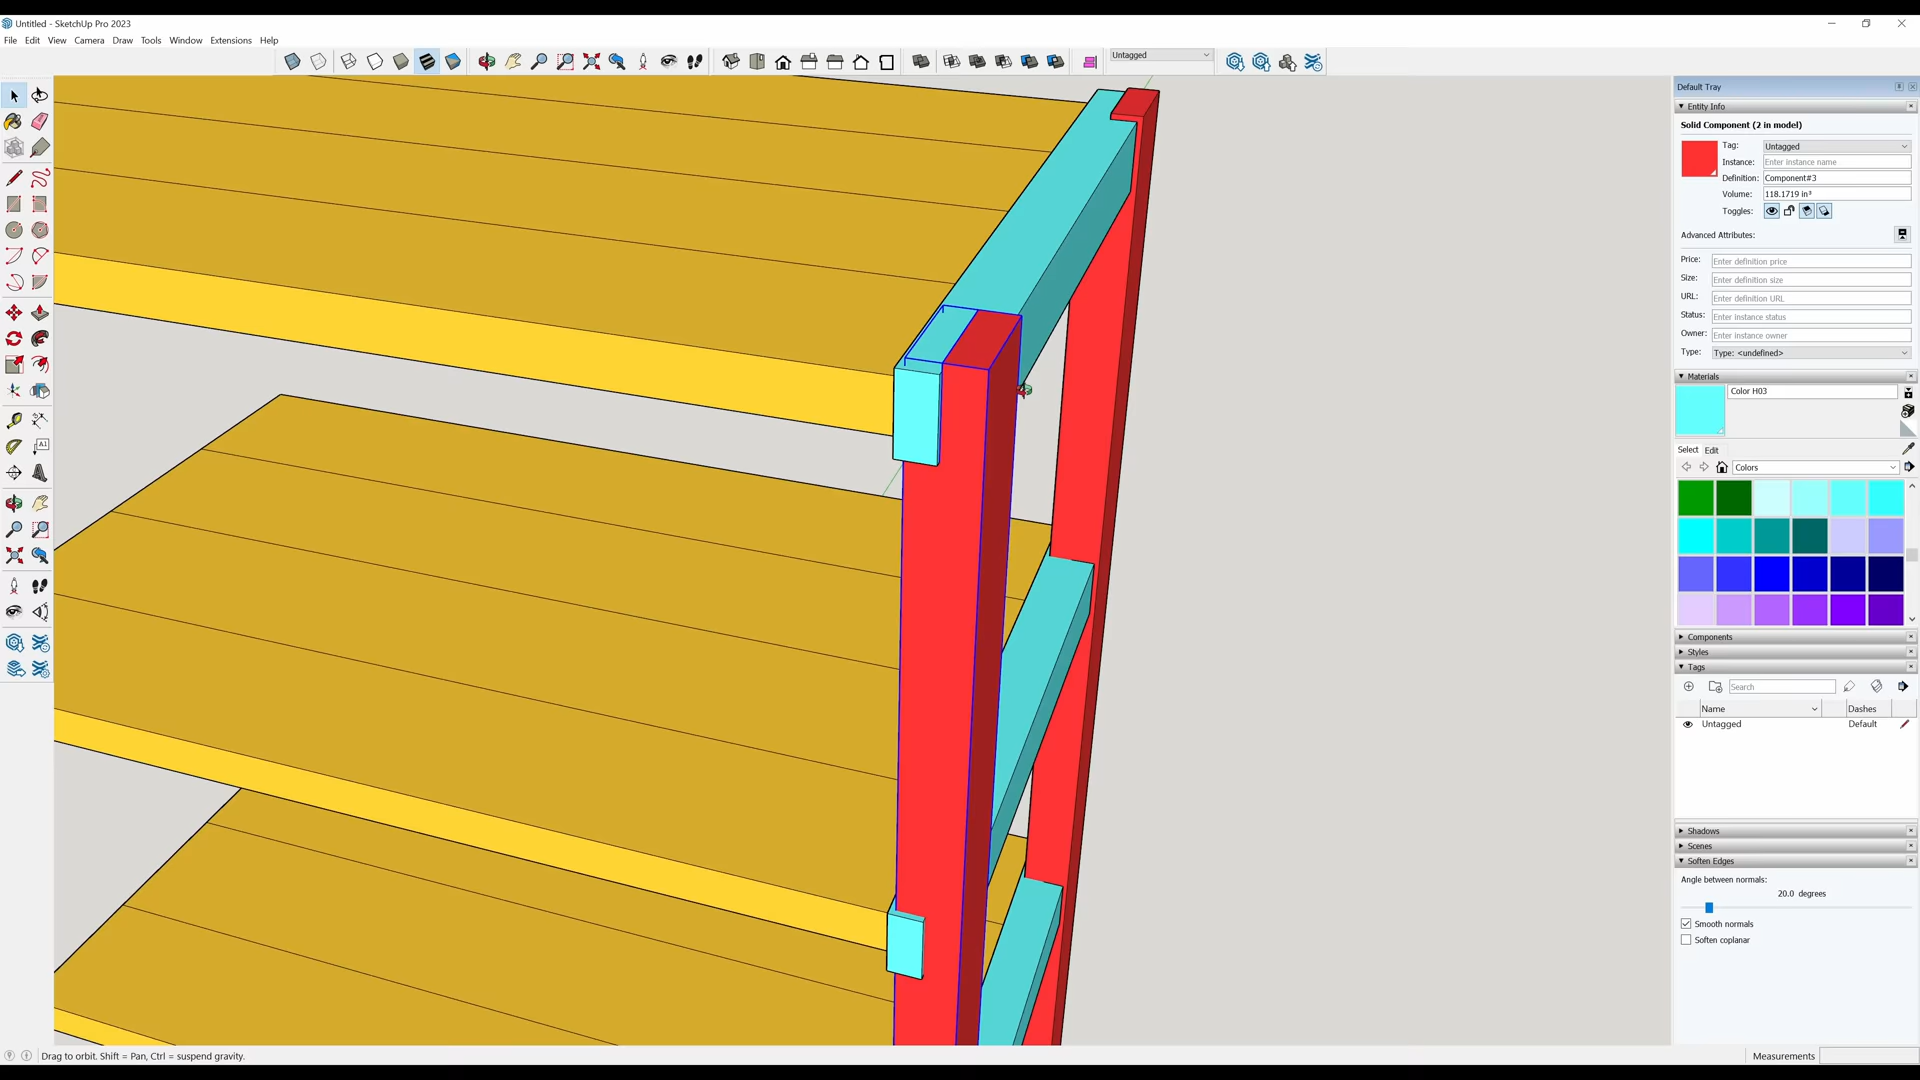 Untitled - SketchUp Pro 2023
File Edit View Camera Draw Tools Window Extensions Help
Untagged
Default Tray
Entity Info
Solid Component (2 in model)
Tag: Untagged
Instance: Enter instance name
Definition: Component#3
Volume: 118.1719 in³
Toggles:
Advanced Attributes:
Price: Enter definition price
Size: Enter definition size
URL: Enter definition URL
Status: Enter instance status
Owner: Enter instance owner
Type: Type: <undefined>
Materials
Color H03
Select Edit
Colors
Components
Styles
Tags
Search
Name Dashes
Untagged Default
Shadows
Scenes
Soften Edges
Angle between normals:
20.0 degrees
Smooth normals
Soften coplanar
A1
Drag to orbit. Shift = Pan, Ctrl = suspend gravity.
Measurements